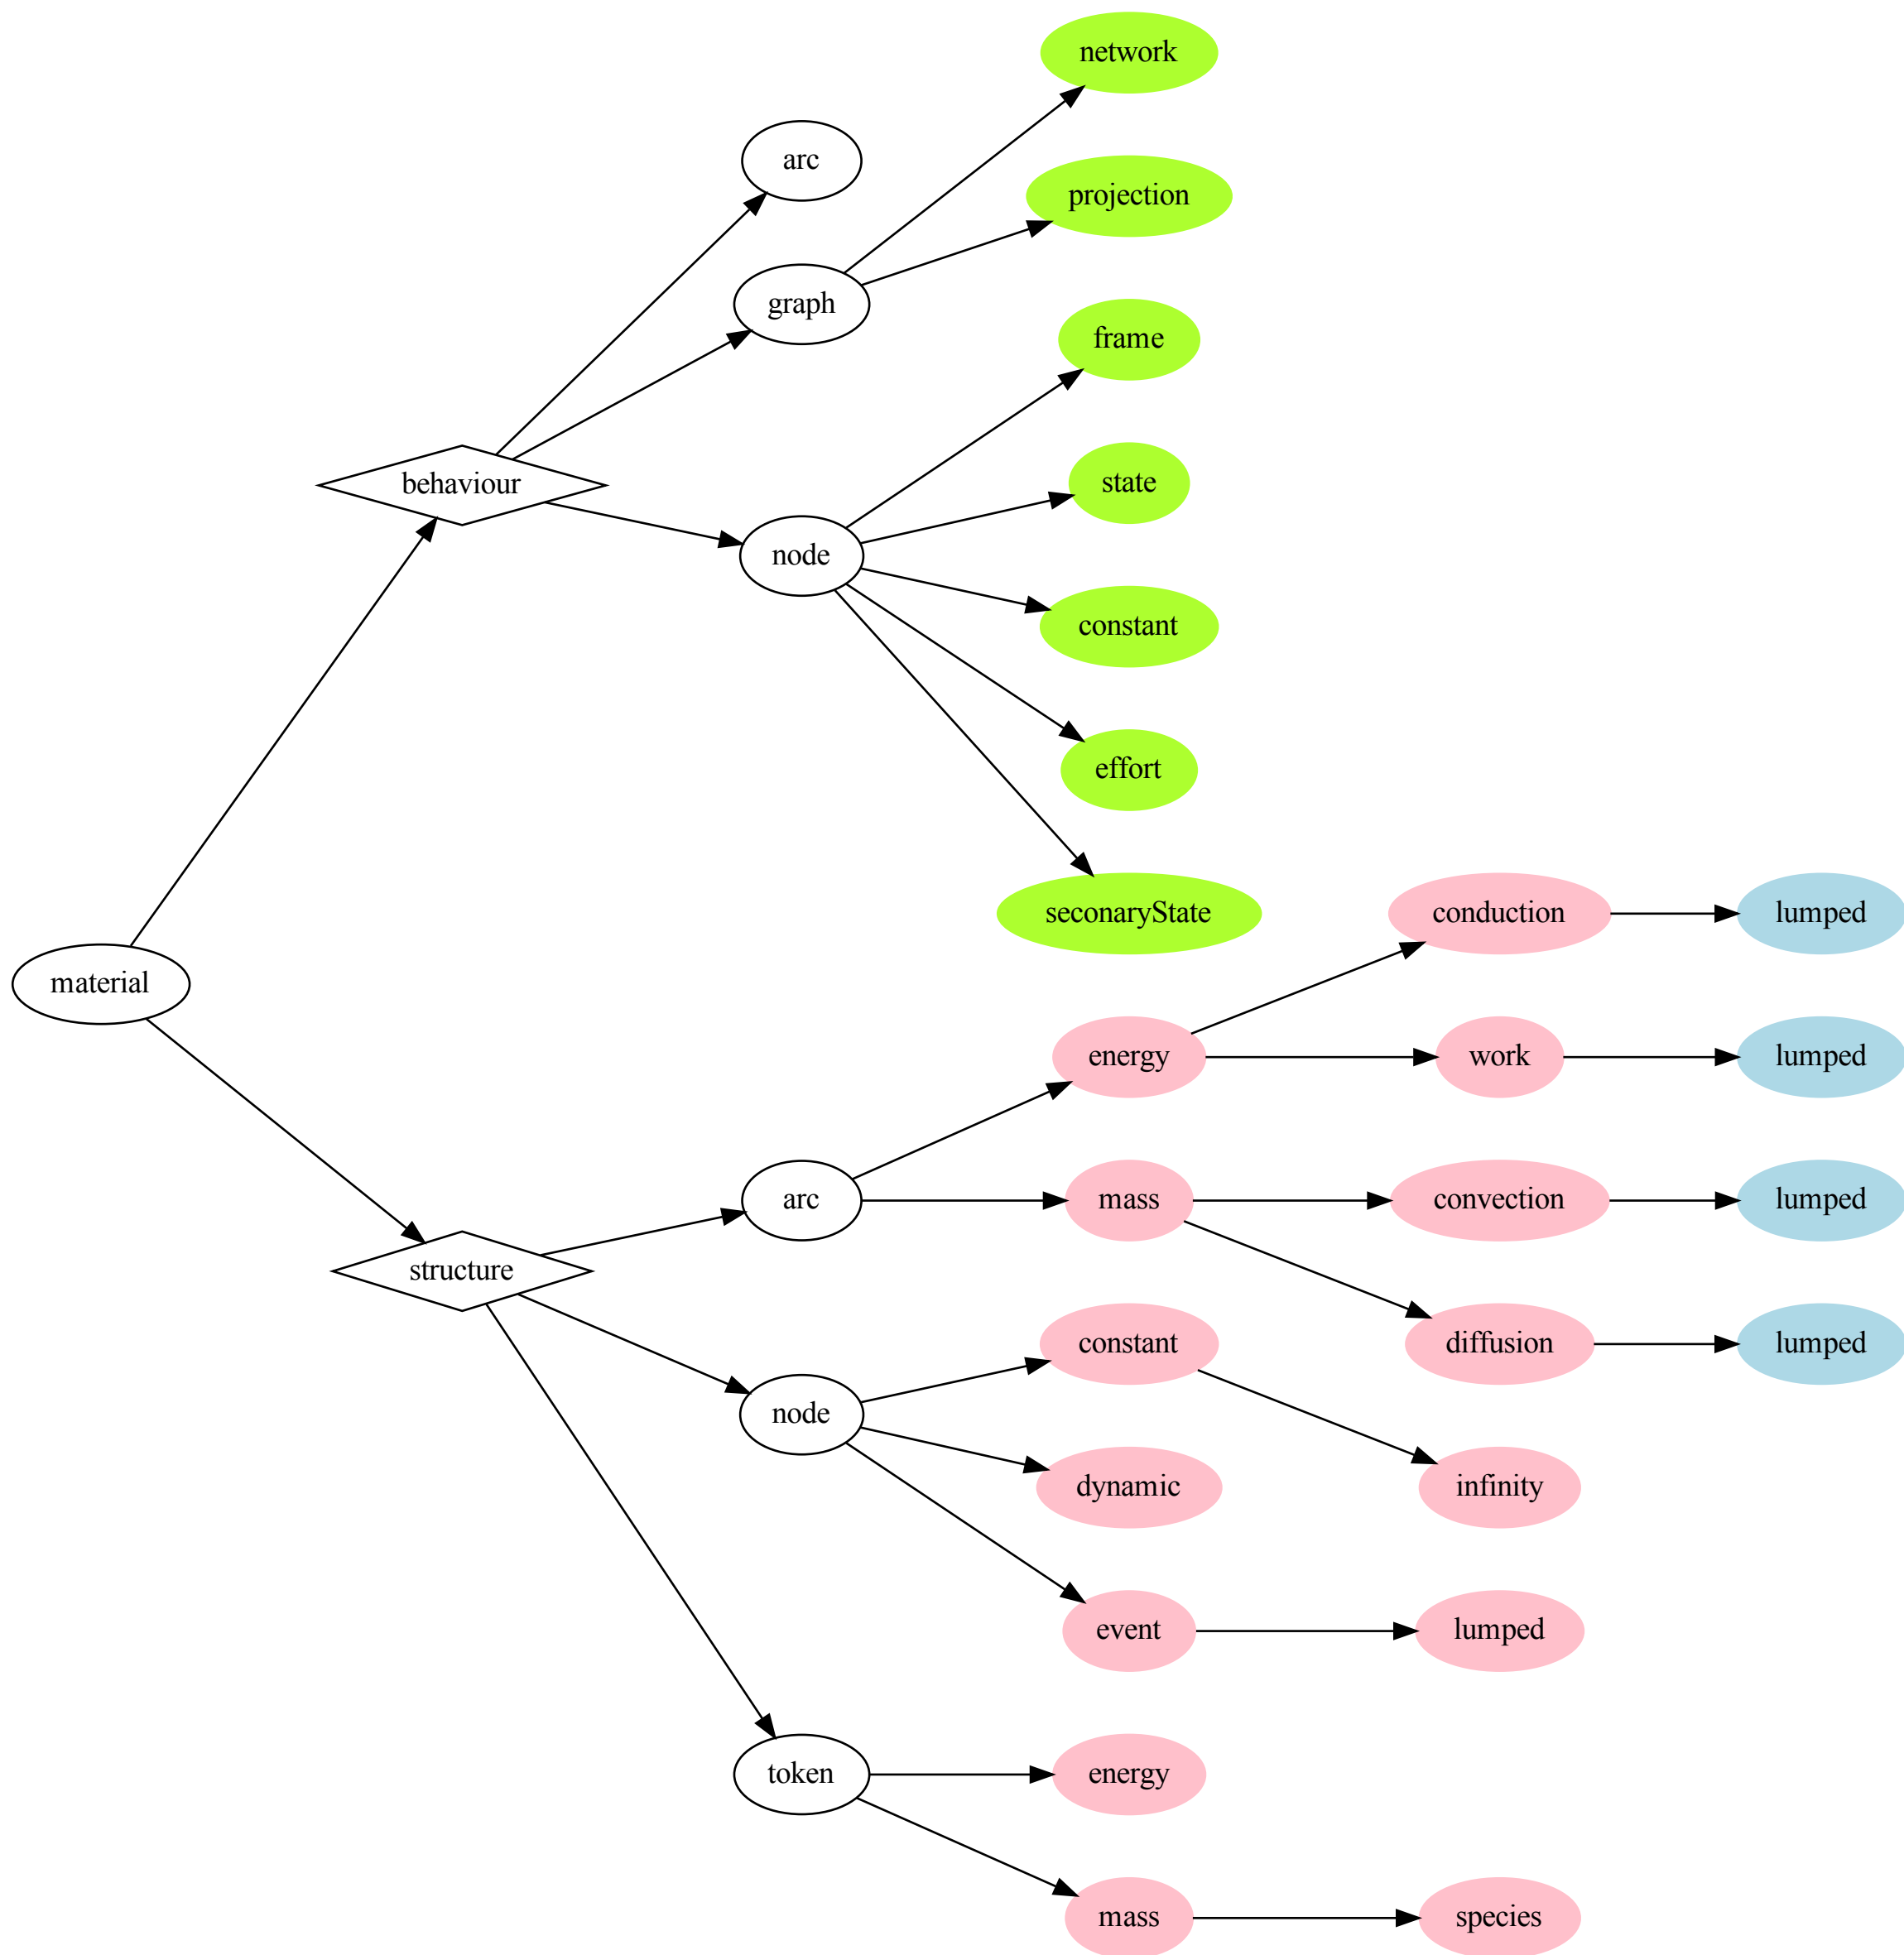 network
arc
projection
graph
frame
behaviour
state
node
constant
effort
seconaryState
conduction
lumped
material
energy
work
lumped
arc
mass
convection
lumped
structure
constant
diffusion
lumped
node
dynamic
infinity
event
lumped
token
energy
mass
species